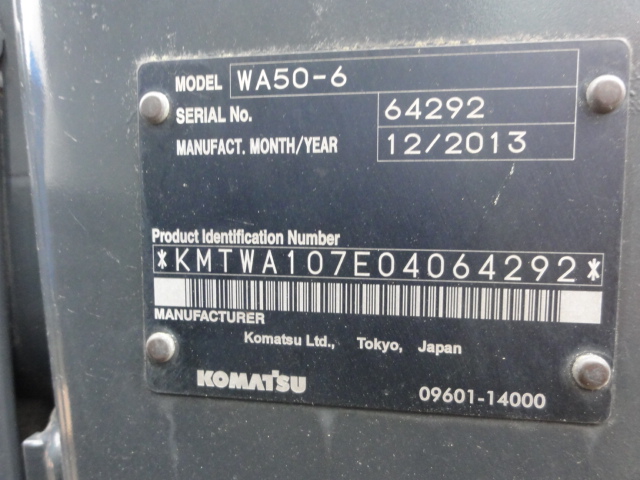 MODEL WA50-6
SERIAL No. 64292
MANUFACT. MONTH/YEAR 12/2013
Product Identification Number
*KMTWA107E04064292*
MANUFACTURER
Komatsu Ltd., Tokyo, Japan
KOMATSU 09601-14000